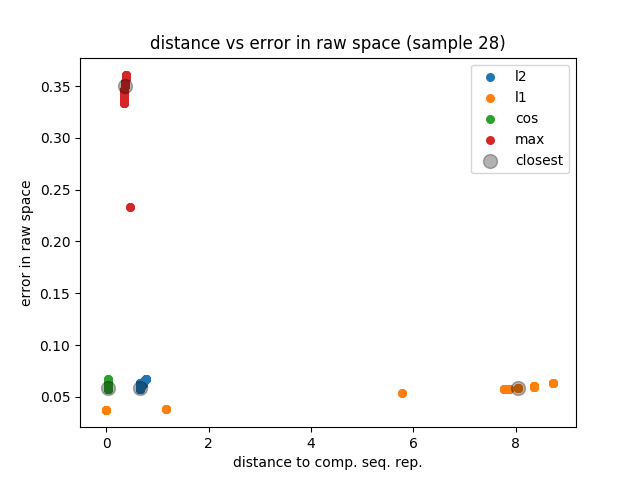 distance vs error in raw space (sample 28)
l2
l1
cos
max
closest
error in raw space
0.35
0.30
0.25
0.20
0.15
0.10
0.05
0 2 4 6 8
distance to comp. seq. rep.